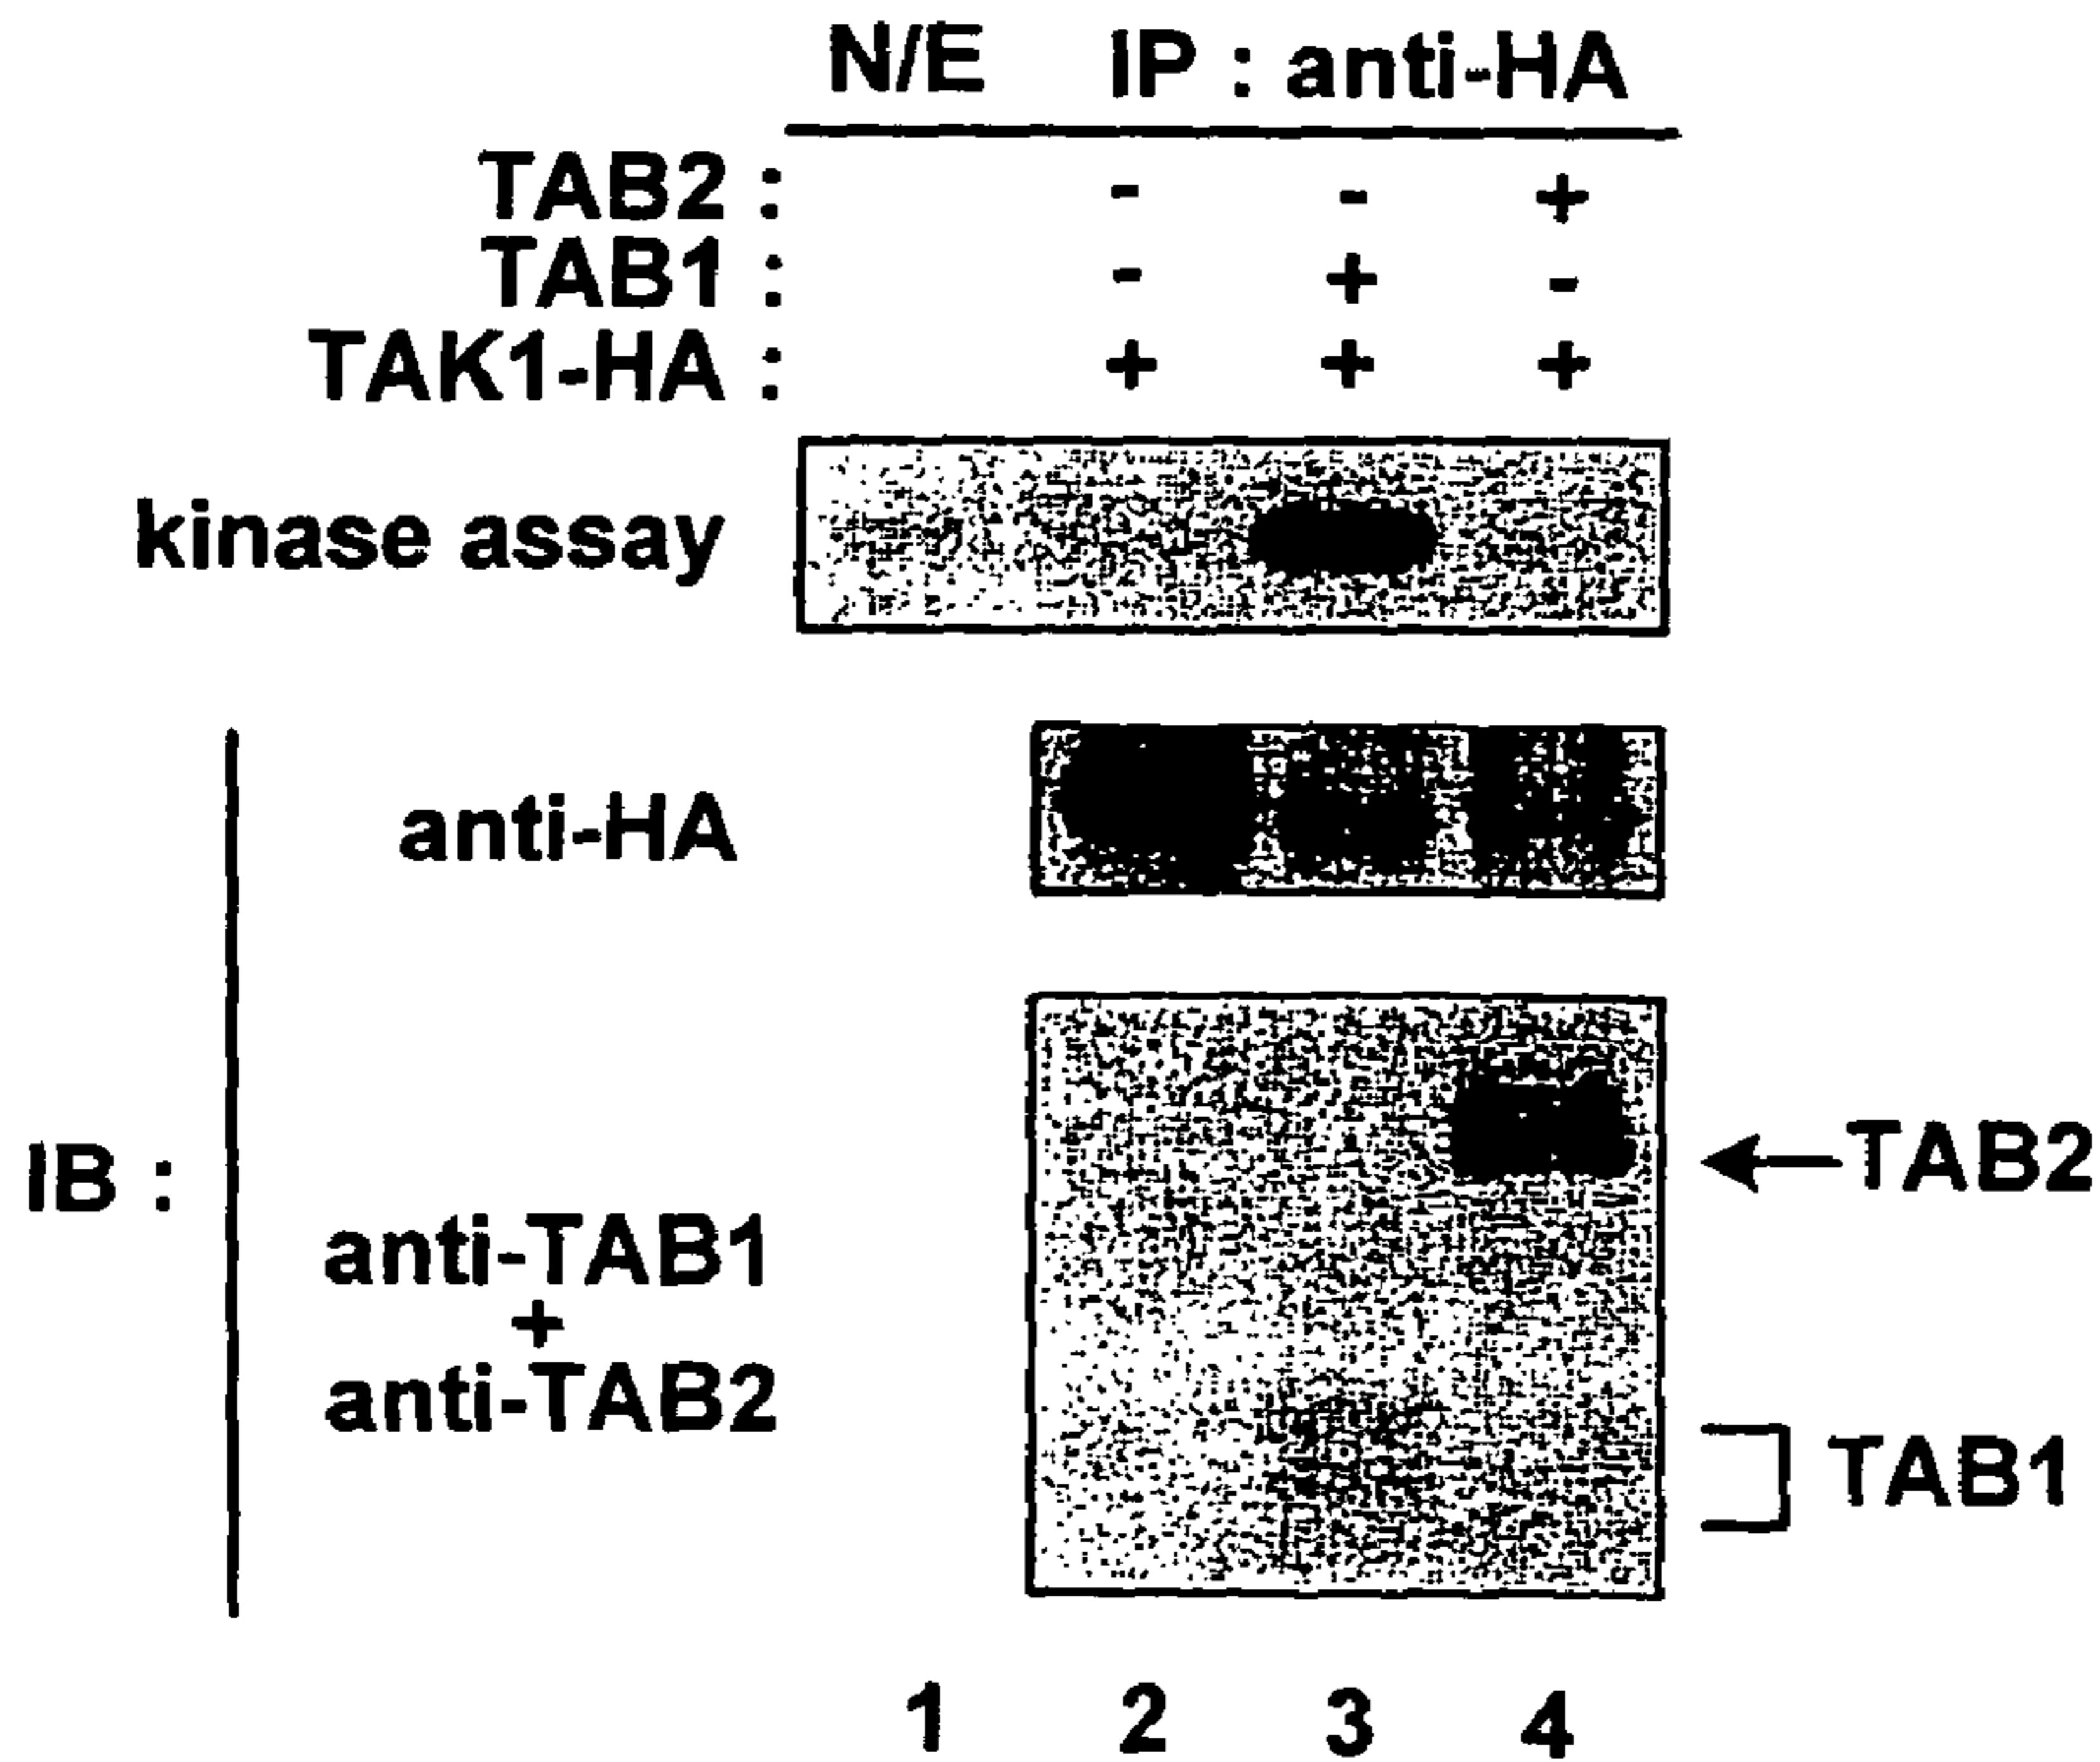 N/E IP : anti-HA
TAB2 : - - +
TAB1 : - + -
TAK1-HA : + + +
kinase assay
anti-HA
IB :
anti-TAB1
+
anti-TAB2
TAB2
TAB1
1 2 3 4